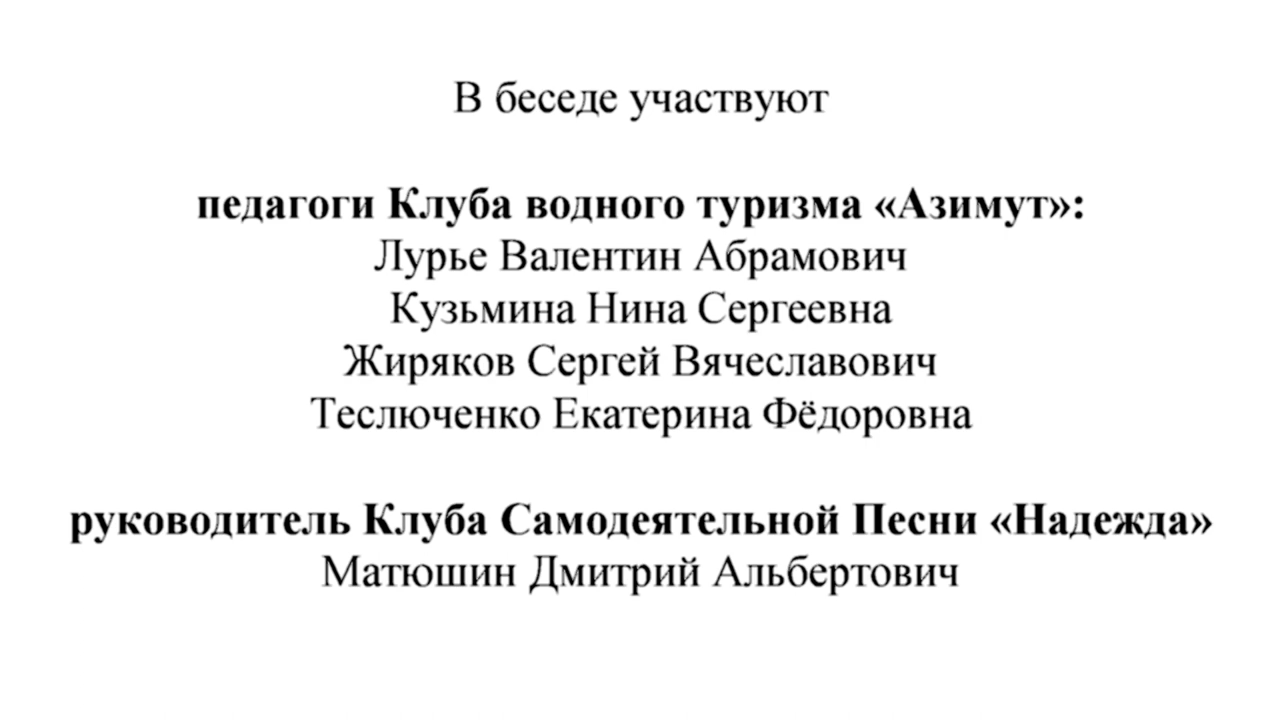 В беседе участвуют
педагоги Клуба водного туризма «Азимут»:
Лурье Валентин Абрамович
Кузьмина Нина Сергеевна
Жиряков Сергей Вячеславович
Теслюченко Екатерина Фёдоровна
руководитель Клуба Самодеятельной Песни «Надежда»
Матюшин Дмитрий Альбертович